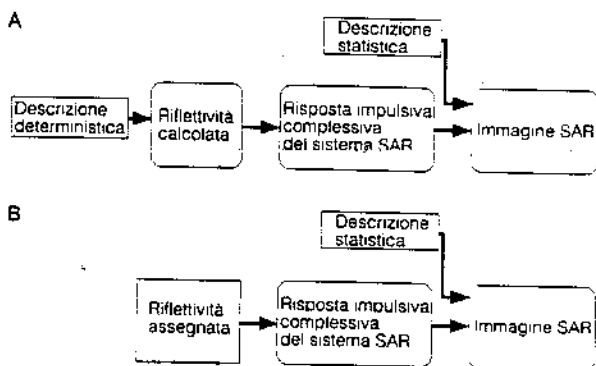 A
Descrizione
statistica
Descrizione
deterministica
Riflettività
calcolata
Risposta impulsiva
complessiva
del sistema SAR
Immagine SAR
B
Descrizione
statistica
Riflettività
assegnata
Risposta impulsiva
complessiva
del sistema SAR
Immagine SAR